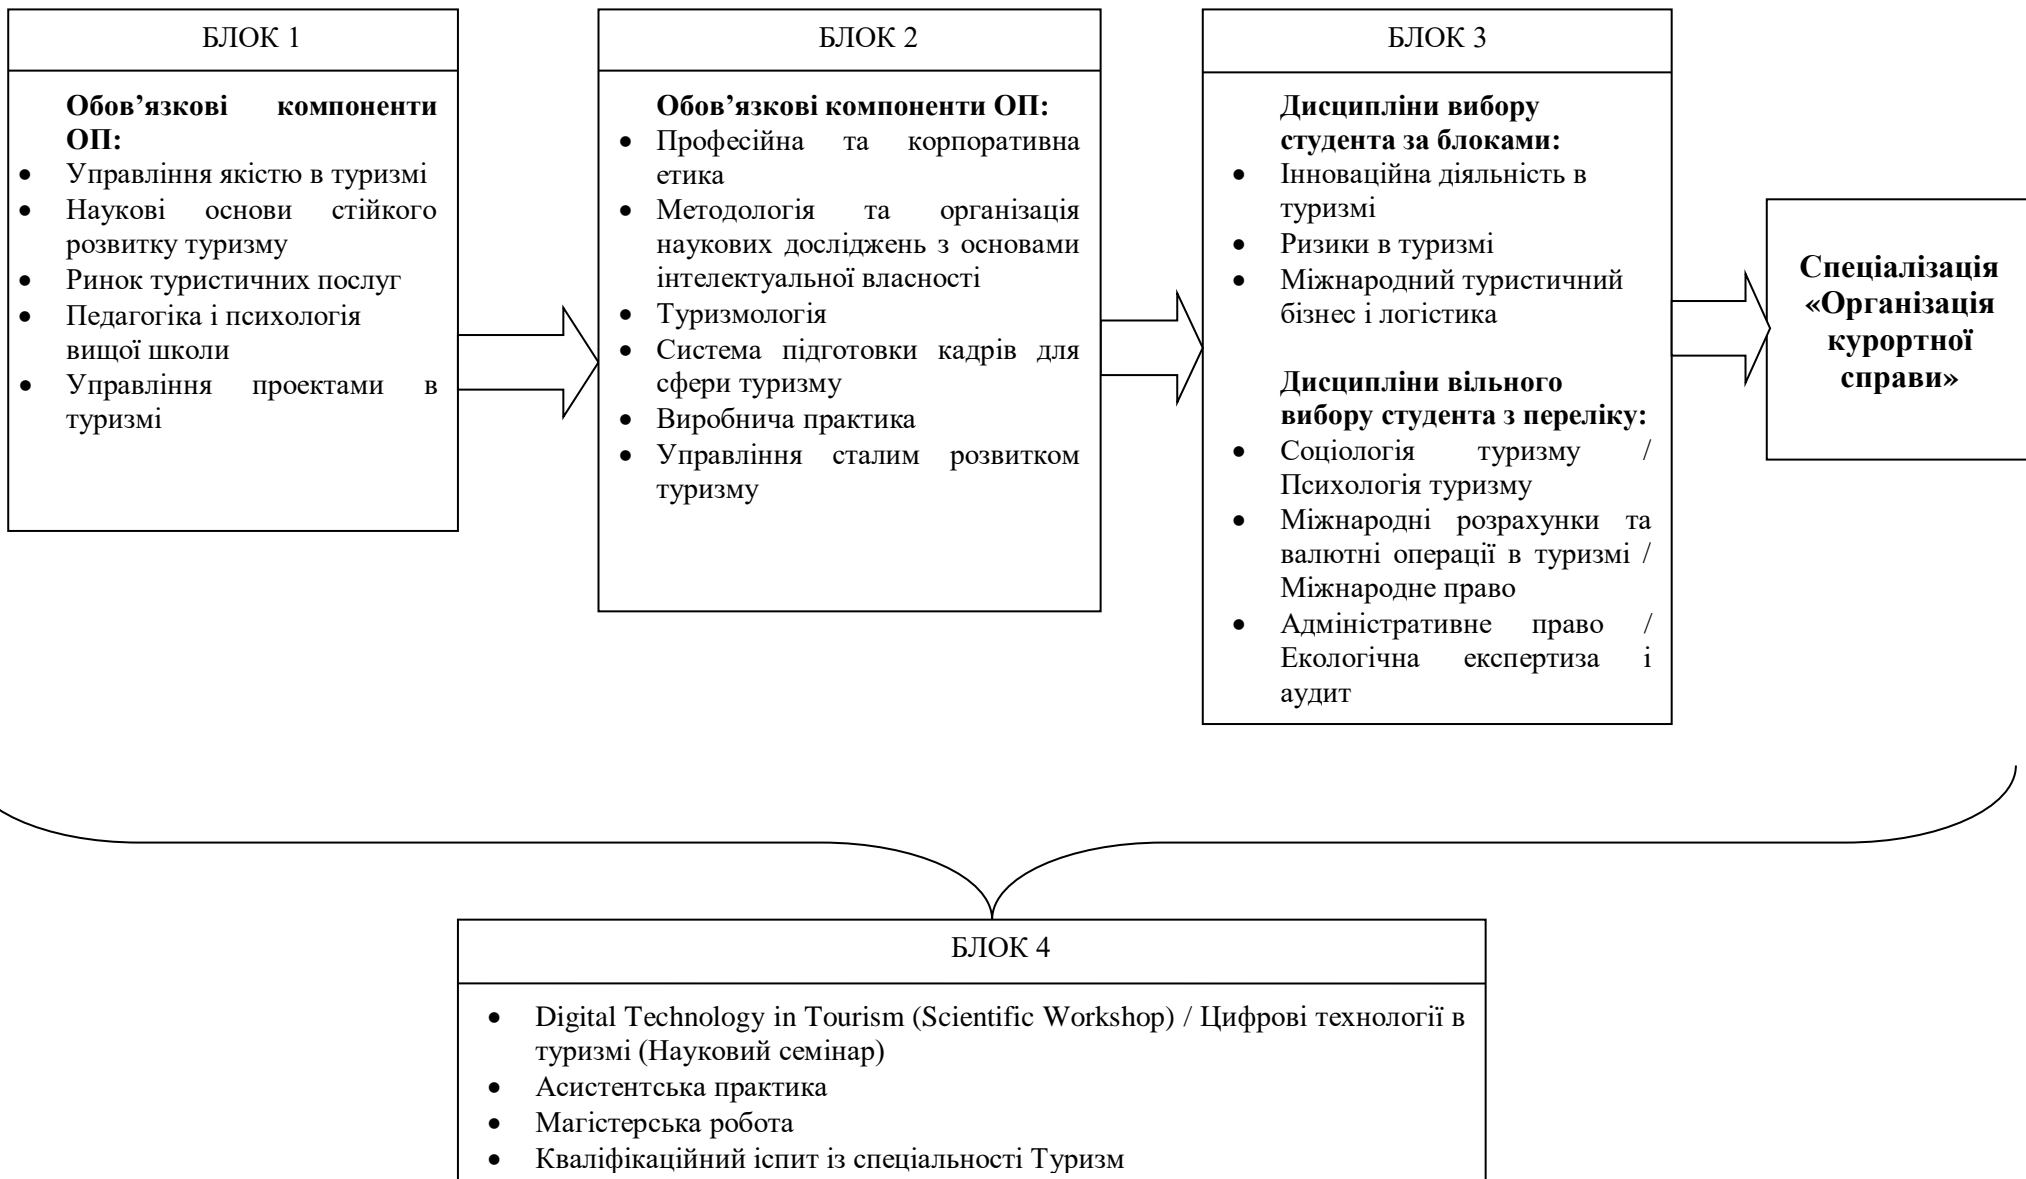 БЛОК 1
Обов’язкові компоненти
ОП:
• Управління якістю в туризмі
• Наукові основи стійкого
розвитку туризму
• Ринок туристичних послуг
• Педагогіка і психологія
вищої школи
• Управління проектами в
туризмі
БЛОК 2
Обов’язкові компоненти ОП:
• Професійна та корпоративна
етика
• Методологія та організація
наукових досліджень з основами
інтелектуальної власності
• Туризмологія
• Система підготовки кадрів для
сфери туризму
• Виробнича практика
• Управління сталим розвитком
туризму
БЛОК 3
Дисципліни вибору
студента за блоками:
• Інноваційна діяльність в
туризмі
• Ризики в туризмі
• Міжнародний туристичний
бізнес і логістика
Дисципліни вільного
вибору студента з переліку:
• Соціологія туризму /
Психологія туризму
• Міжнародні розрахунки та
валютні операції в туризмі /
Міжнародне право
• Адміністративне право /
Екологічна експертиза і
аудит
Спеціалізація
«Організація
курортної
справи»
БЛОК 4
• Digital Technology in Tourism (Scientific Workshop) / Цифрові технології в
туризмі (Науковий семінар)
• Асистентська практика
• Магістерська робота
• Кваліфікаційний іспит із спеціальності Туризм